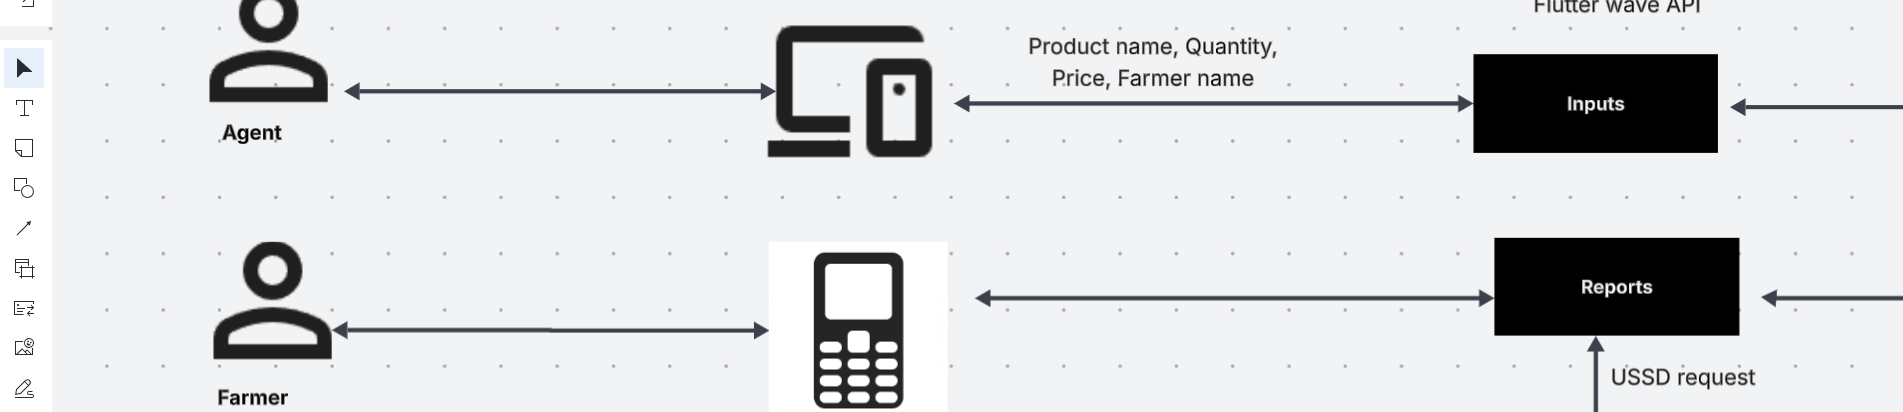 Flutter wave API
Product name, Quantity,
Price, Farmer name
Inputs
Agent
Reports
USSD request
Farmer